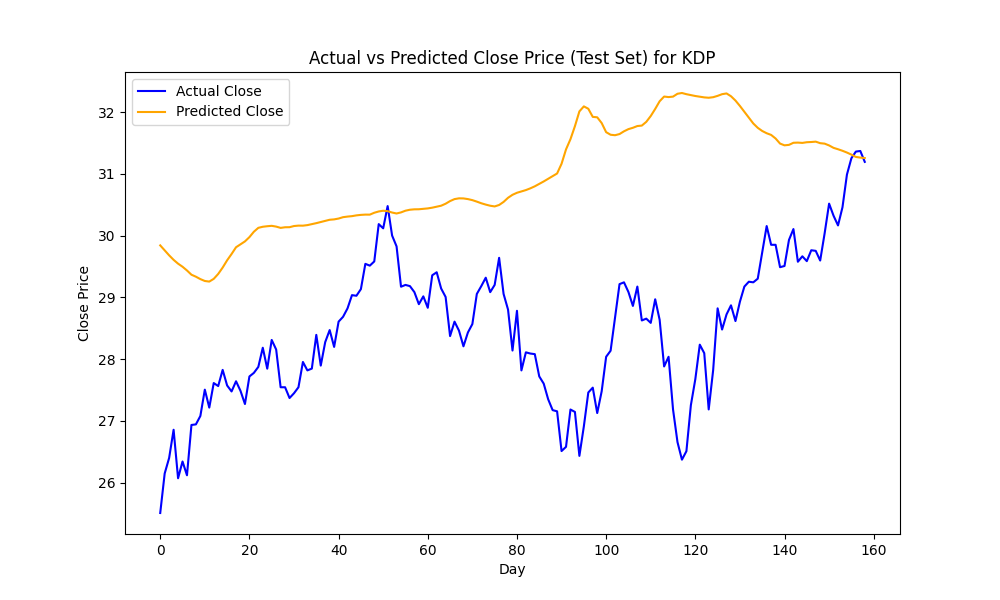 Actual vs Predicted Close Price (Test Set) for KDP
Actual Close
Predicted Close
32
31
30
29
28
27
26
Close Price
0 20 40 60 80 100 120 140 160
Day